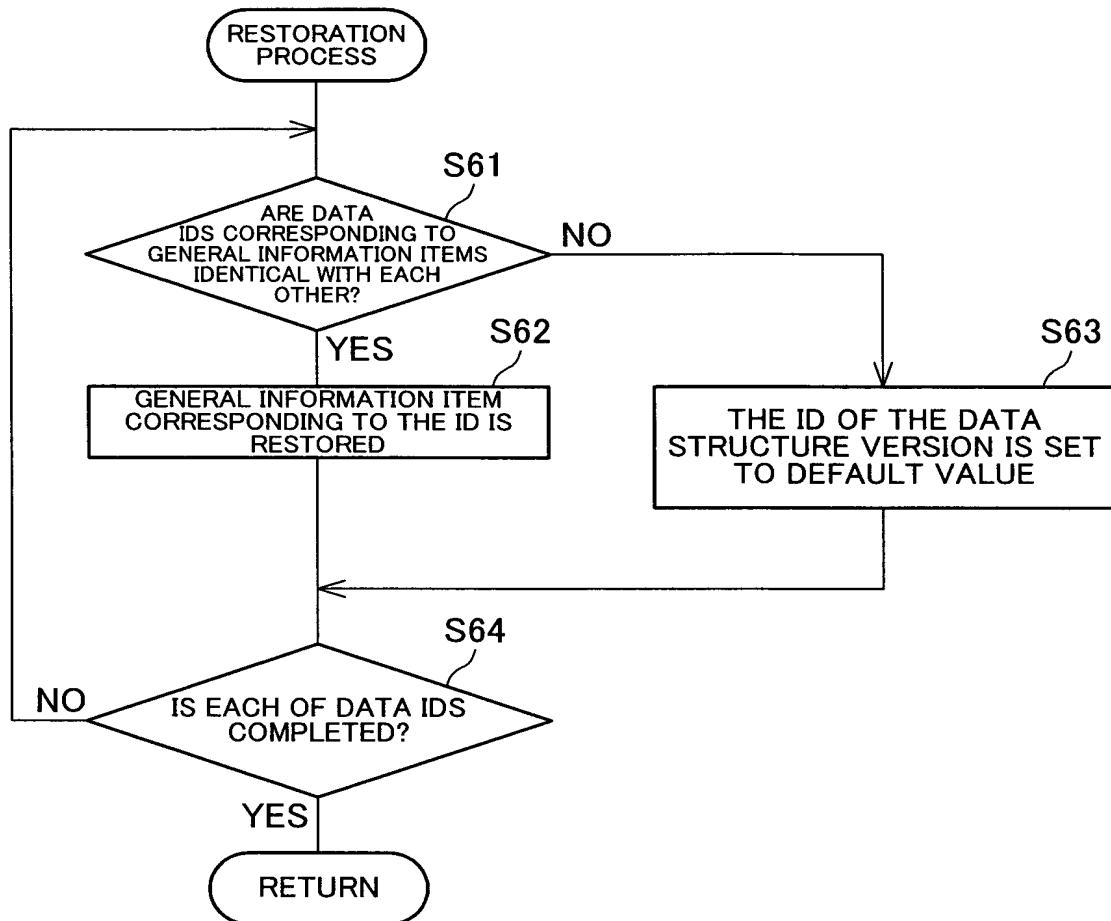 RESTORATION
PROCESS
S61
ARE DATA
IDS CORRESPONDING TO
GENERAL INFORMATION ITEMS
IDENTICAL WITH EACH
OTHER?
NO
YES
S62
GENERAL INFORMATION ITEM
CORRESPONDING TO THE ID IS
RESTORED
S63
THE ID OF THE DATA
STRUCTURE VERSION IS SET
TO DEFAULT VALUE
S64
IS EACH OF DATA IDS
COMPLETED?
NO
YES
RETURN